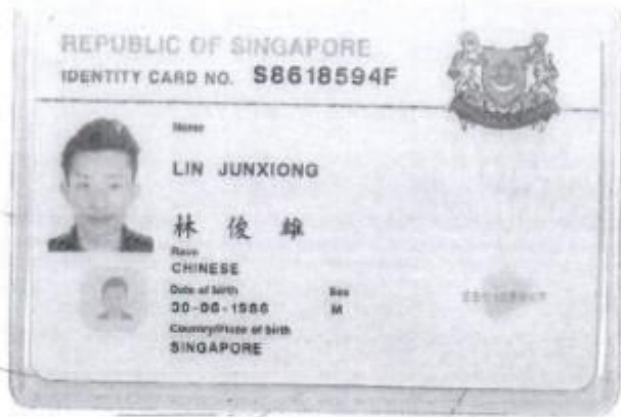 REPUBLIC OF SINGAPORE
IDENTITY CARD NO. S8618594F
Name
LIN JUNXIONG
林 俊 雄
Race
CHINESE
Date of birth
Sex
30-06-1986
M
Country/Place of birth
SINGAPORE